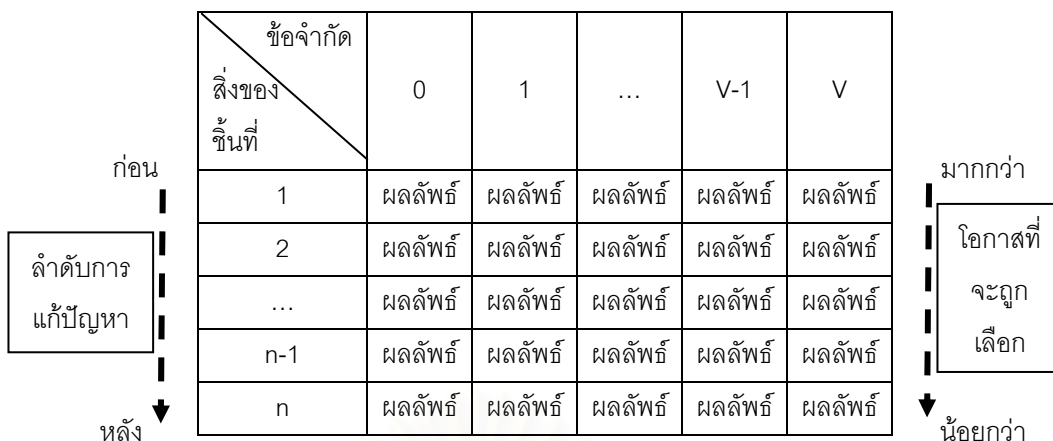 ข้อจำกัด
สิ่งของ
ชิ้นที่
0 1 ... V-1 V
ก่อน
มากกว่า
1 ผลลัพธ์ ผลลัพธ์ ผลลัพธ์ ผลลัพธ์ ผลลัพธ์
2 ผลลัพธ์ ผลลัพธ์ ผลลัพธ์ ผลลัพธ์ ผลลัพธ์
... ผลลัพธ์ ผลลัพธ์ ผลลัพธ์ ผลลัพธ์ ผลลัพธ์
n-1 ผลลัพธ์ ผลลัพธ์ ผลลัพธ์ ผลลัพธ์ ผลลัพธ์
n ผลลัพธ์ ผลลัพธ์ ผลลัพธ์ ผลลัพธ์ ผลลัพธ์
ลำดับการ
แก้ปัญหา
โอกาสที่
จะถูก
เลือก
หลัง
น้อยกว่า